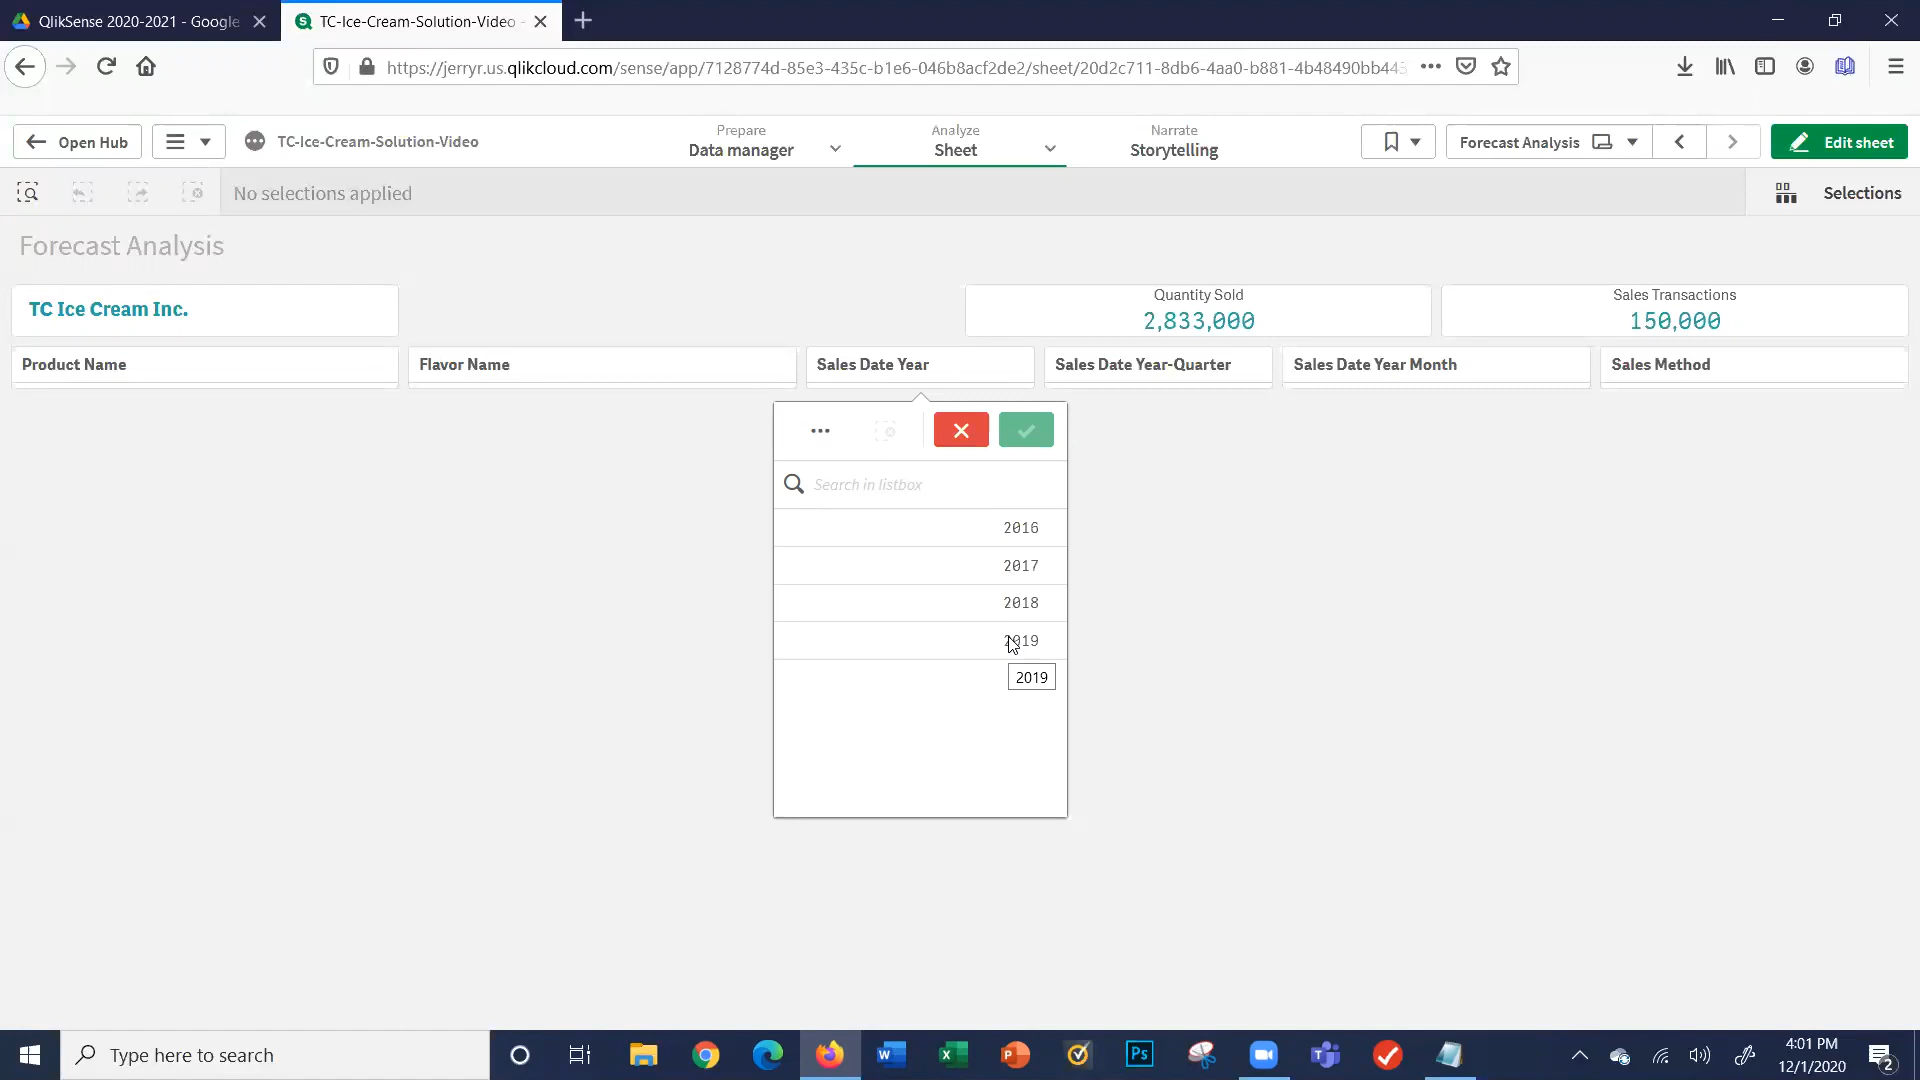 QlikSense 2020-2021 - Google
TC-Ice-Cream-Solution-Video -
https://jerryr.us.qlikcloud.com/sense/app/7128774d-85e3-435c-b1e6-046b8acf2de2/sheet/20d2c711-8db6-4aa0-b881-4b48490bb443
Open Hub
TC-Ice-Cream-Solution-Video
Prepare
Data manager
Analyze
Sheet
Narrate
Storytelling
Forecast Analysis
Edit sheet
No selections applied
Selections
Forecast Analysis
TC Ice Cream Inc.
Quantity Sold
2,833,000
Sales Transactions
150,000
Product Name
Flavor Name
Sales Date Year
Sales Date Year-Quarter
Sales Date Year Month
Sales Method
Search in listbox
2016
2017
2018
2019
2019
Type here to search
4:01 PM
12/1/2020
2